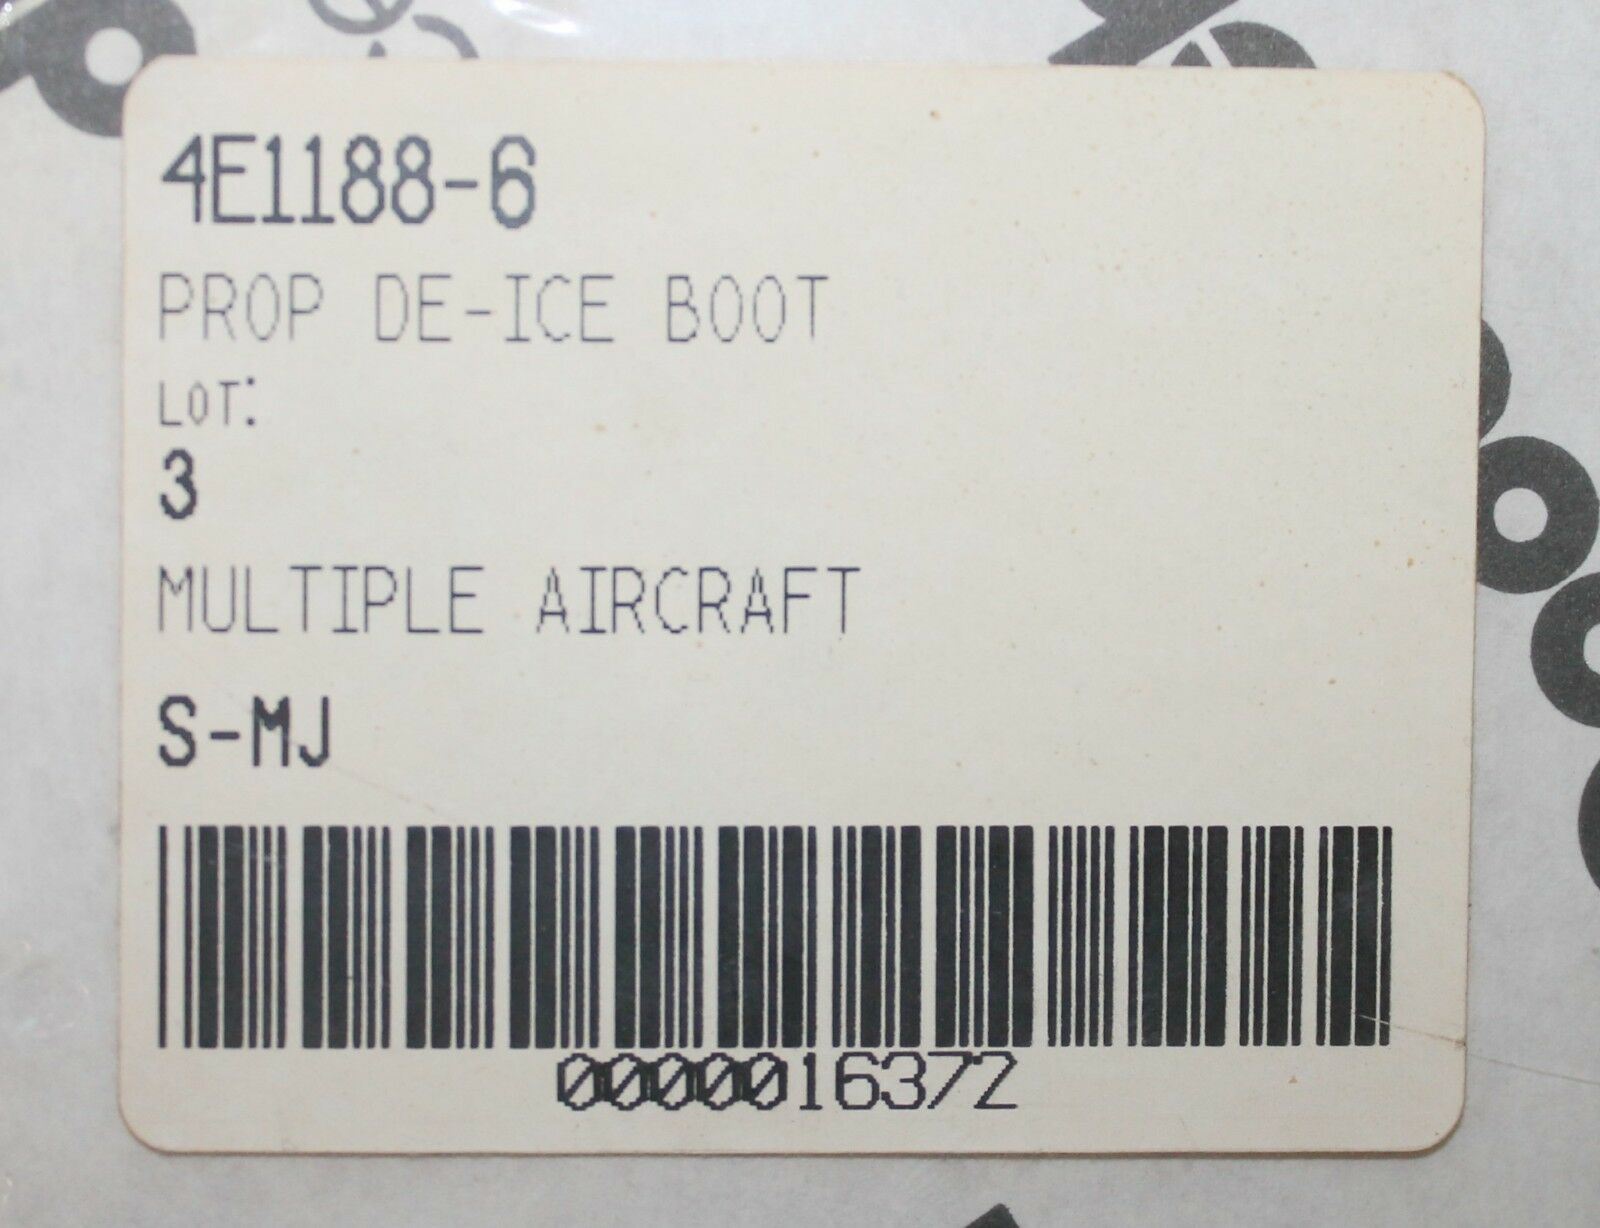 4E1188-6
PROP DE-ICE BOOT
LOT:
3
MULTIPLE AIRCRAFT
S-MJ
0000016372